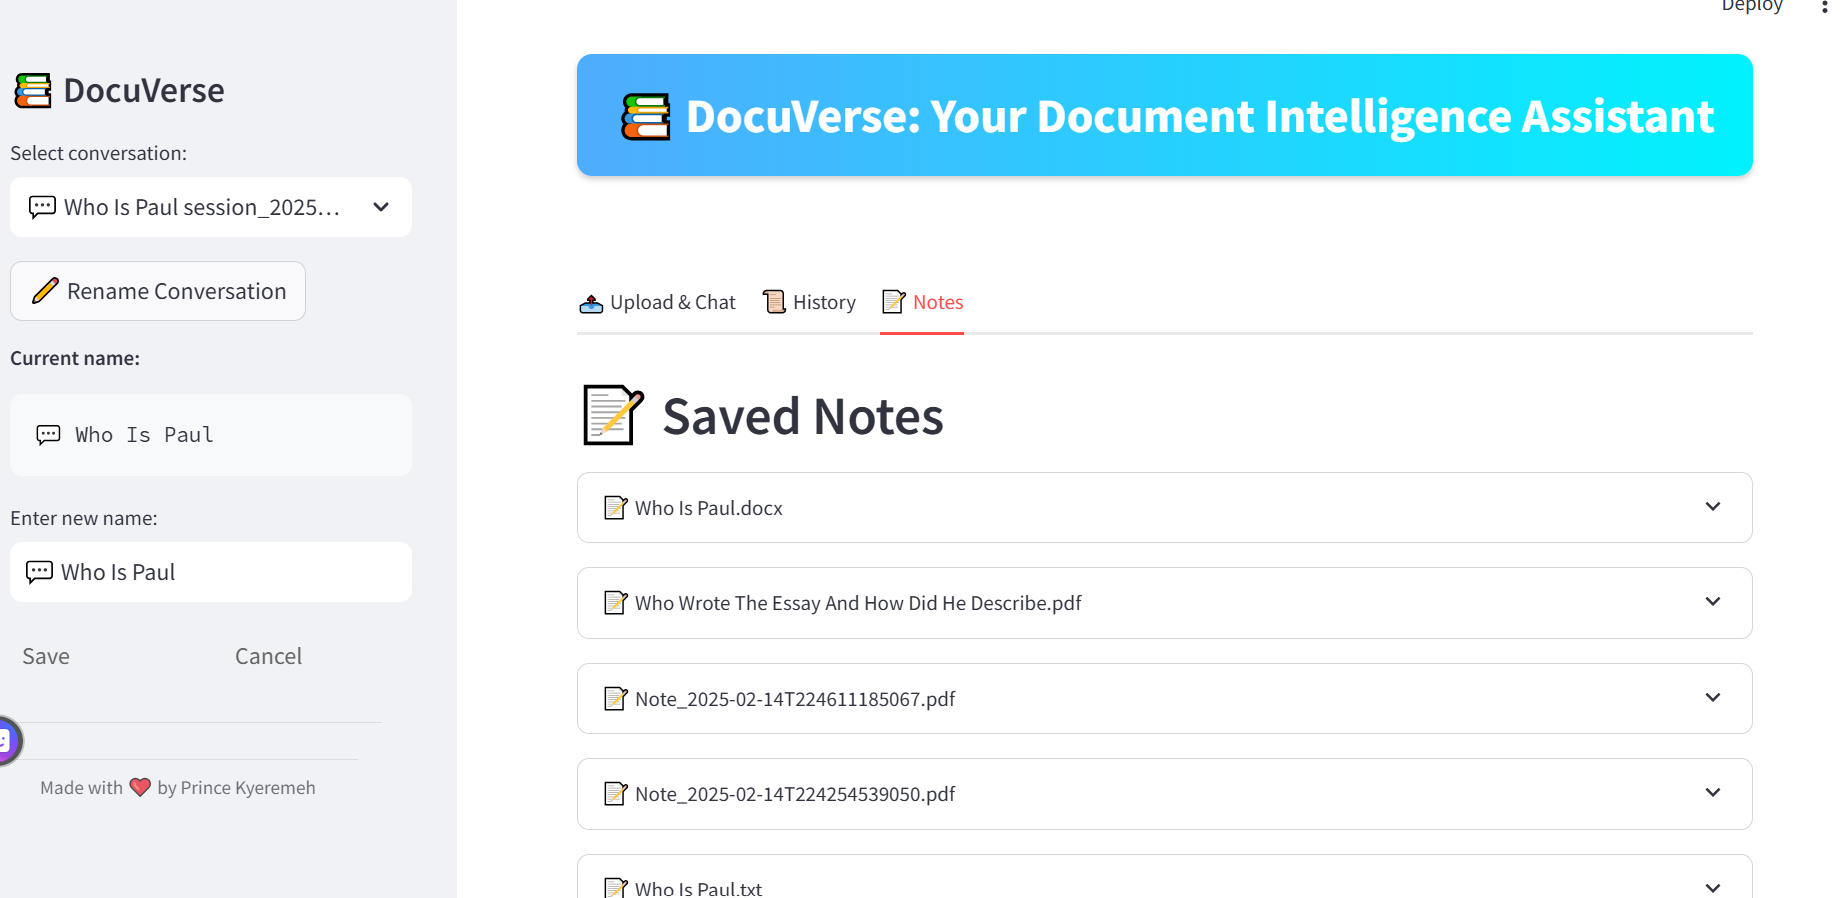 Deploy
DocuVerse
Select conversation:
Who Is Paul session_2025...
Rename Conversation
Current name:
Who Is Paul
Enter new name:
Who Is Paul
Save
Cancel
Made with ❤️ by Prince Kyeremeh
DocuVerse: Your Document Intelligence Assistant
Upload & Chat
History
Notes
Saved Notes
Who Is Paul.docx
Who Wrote The Essay And How Did He Describe.pdf
Note_2025-02-14T224611185067.pdf
Note_2025-02-14T224254539050.pdf
Who Is Paul.txt